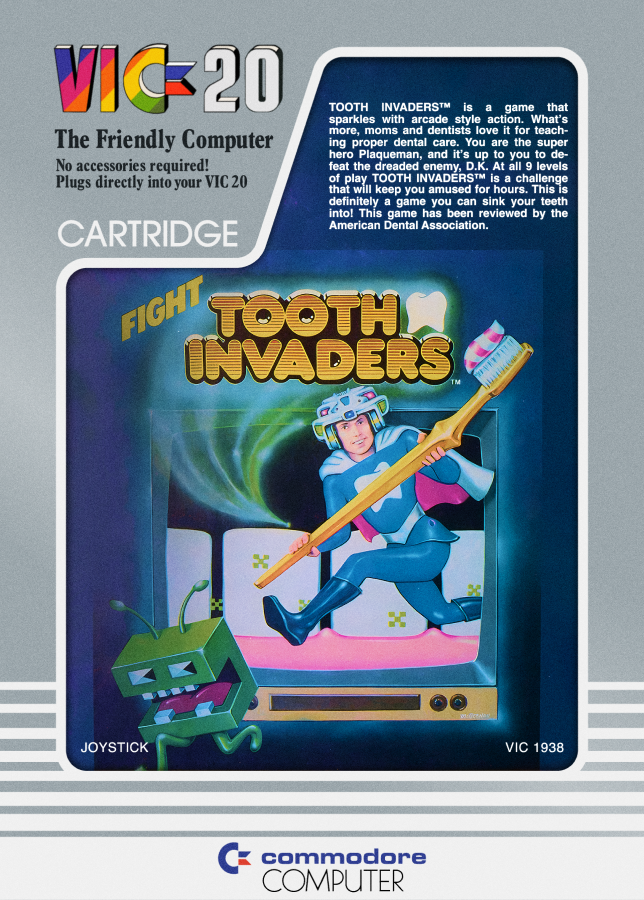 VIC 20
The Friendly Computer
No accessories required!
Plugs directly into your VIC 20
CARTRIDGE
TOOTH INVADERS™ is a game that
sparkles with arcade style action. What's
more, moms and dentists love it for teach-
ing proper dental care. You are the super
hero Plaqueman, and it's up to you to de-
feat the dreaded enemy, D.K. At all 9 levels
of play TOOTH INVADERS™ is a challenge
that will keep you amused for hours. This is
definitely a game you can sink your teeth
into! This game has been reviewed by the
American Dental Association.
FIGHT
TOOTH
INVADERS™
JOYSTICK
VIC 1938
commodore
COMPUTER